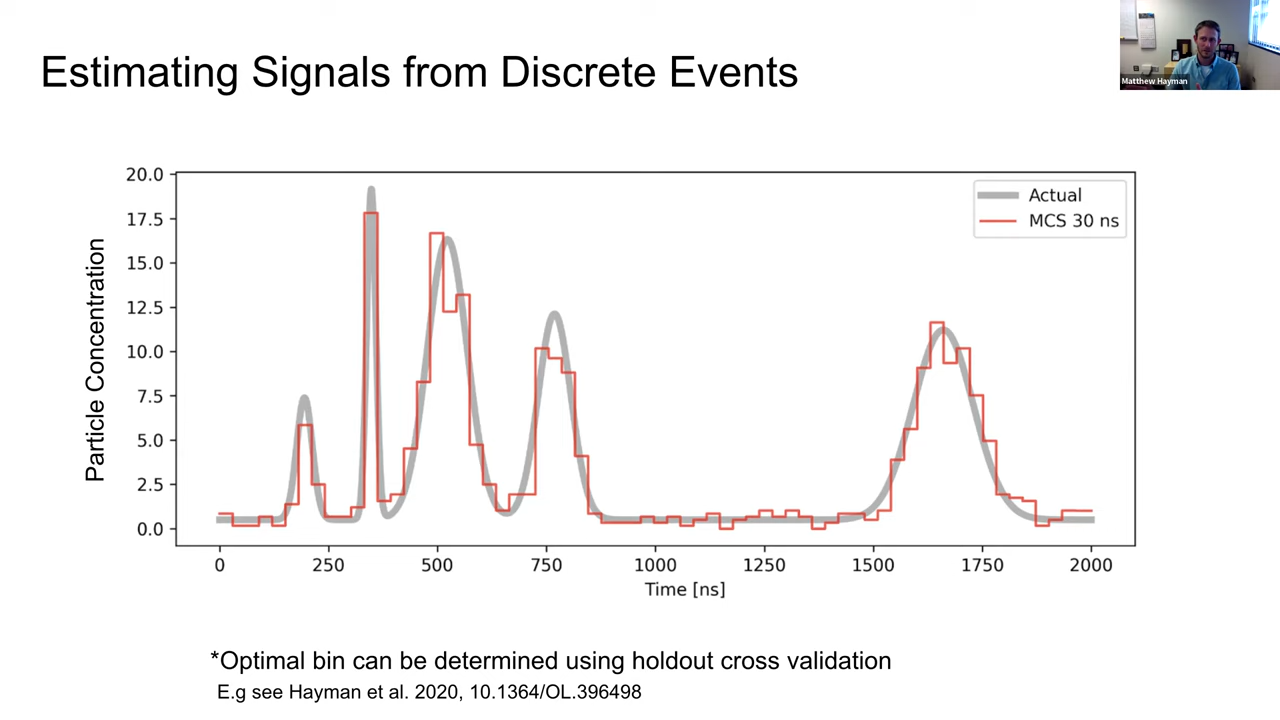 Estimating Signals from Discrete Events
Matthew Hayman
Particle Concentration
20.0
17.5
15.0
12.5
10.0
7.5
5.0
2.5
0.0
Actual
MCS 30 ns
0 250 500 750 1000 1250 1500 1750 2000
Time [ns]
*Optimal bin can be determined using holdout cross validation
E.g see Hayman et al. 2020, 10.1364/OL.396498